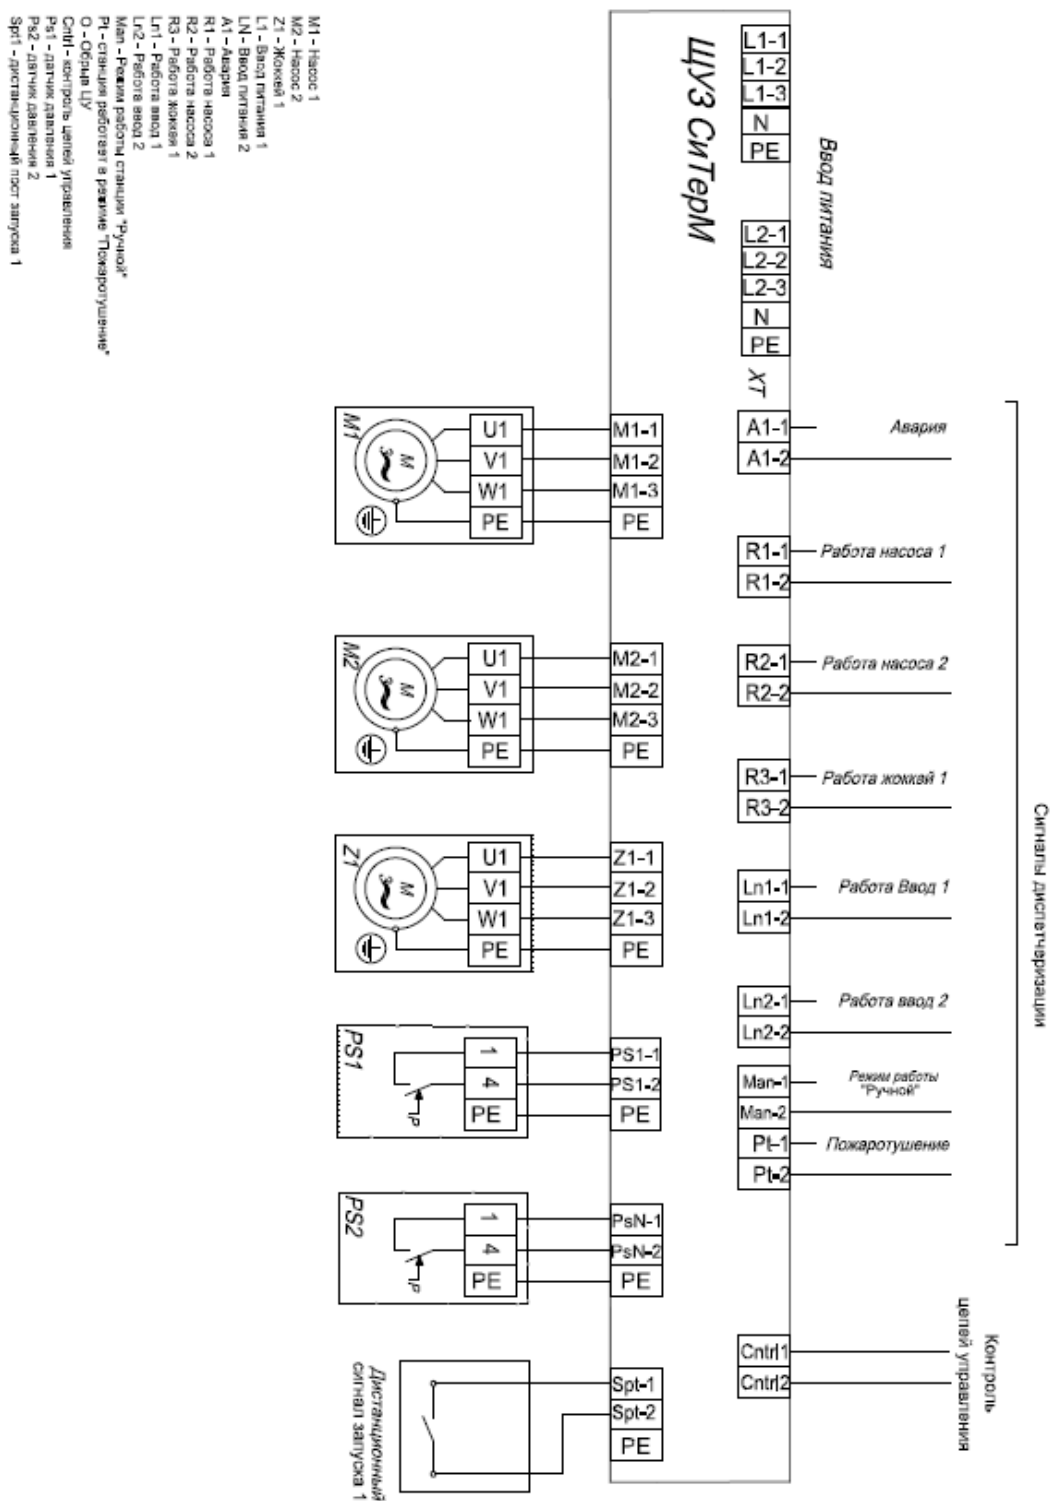 Ввод питания
L1-1
L1-2
L1-3
N
PE
L2-1
L2-2
L2-3
N
PE
ХТ
ЩУЗ СиТерМ
Сигналы диспатчеризации
A1-1 Авария
A1-2
R1-1 Работа насоса 1
R1-2
R2-1 Работа насоса 2
R2-2
R3-1 Работа жоккей 1
R3-2
Ln1-1 Работа Ввод 1
Ln1-2
Ln2-1 Работа ввод 2
Ln2-2
Man-1 Режим работы
"Ручной"
Man-2
Pt-1 Пожаротушение
Pt-2
Контроль
цепей управления
Cntrl1
Cntrl2
M1
M
U1 M1-1
V1 M1-2
W1 M1-3
PE PE
M2
M
U1 M2-1
V1 M2-2
W1 M2-3
PE PE
Z1
M
U1 Z1-1
V1 Z1-2
W1 Z1-3
PE PE
PS1
P
1 PS1-1
4 PS1-2
PE PE
PS2
P
1 PsN-1
4 PsN-2
PE PE
Дистанционный
сигнал запуска 1
Spt-1
Spt-2
PE
M1 - Насос 1
M2 - Насос 2
Z1 - Жоккей 1
L1 - Ввод питания 1
LN - Ввод питания 2
A1 - Авария
R1 - Работа насоса 1
R2 - Работа насоса 2
R3 - Работа жоккея 1
Ln1 - Работа ввод 1
Ln2 - Работа ввод 2
Man - Режим работы станции "Ручной"
Pt - станция работает в режиме "Пожаротушение"
О - Обрыв ЦУ
Cntrl - контроль цепей управления
Ps1 - датчик давления 1
Ps2 - датчик давления 2
Spt1 - дистанционный пост запуска 1